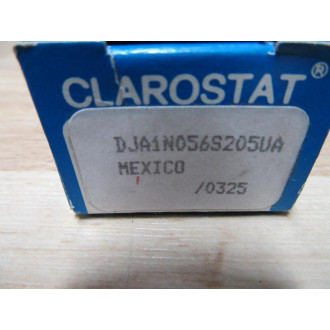 CLAROSTAT®
DJA1N056S205UA
MEXICO
/0325